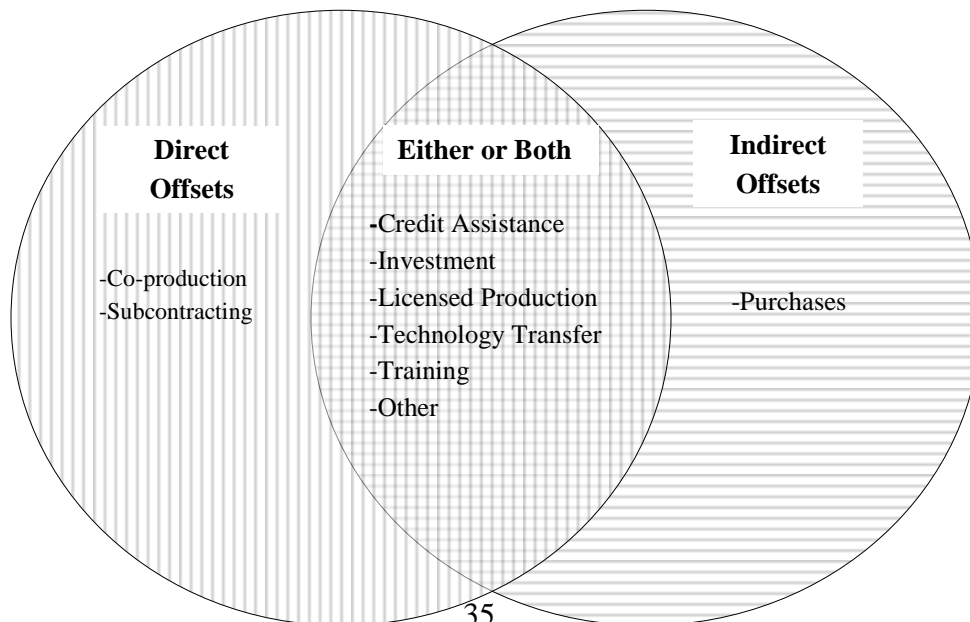 Direct
Offsets
-Co-production
-Subcontracting
Either or Both
-Credit Assistance
-Investment
-Licensed Production
-Technology Transfer
-Training
-Other
Indirect
Offsets
-Purchases
35